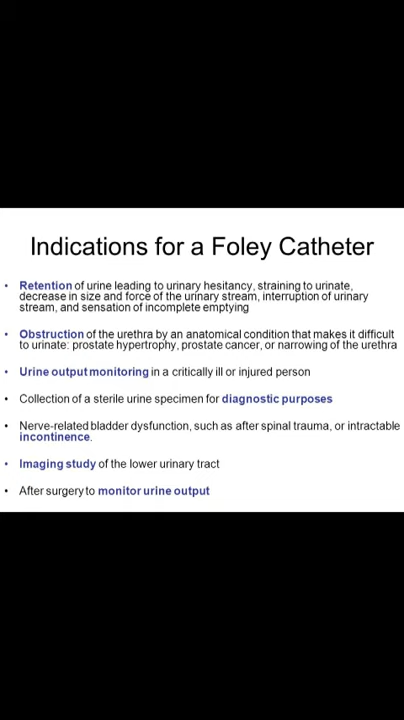 Indications for a Foley Catheter
• Retention of urine leading to urinary hesitancy, straining to urinate,
decrease in size and force of the urinary stream, interruption of urinary
stream, and sensation of incomplete emptying
• Obstruction of the urethra by an anatomical condition that makes it difficult
to urinate: prostate hypertrophy, prostate cancer, or narrowing of the urethra
• Urine output monitoring in a critically ill or injured person
• Collection of a sterile urine specimen for diagnostic purposes
• Nerve-related bladder dysfunction, such as after spinal trauma, or intractable
incontinence.
• Imaging study of the lower urinary tract
• After surgery to monitor urine output